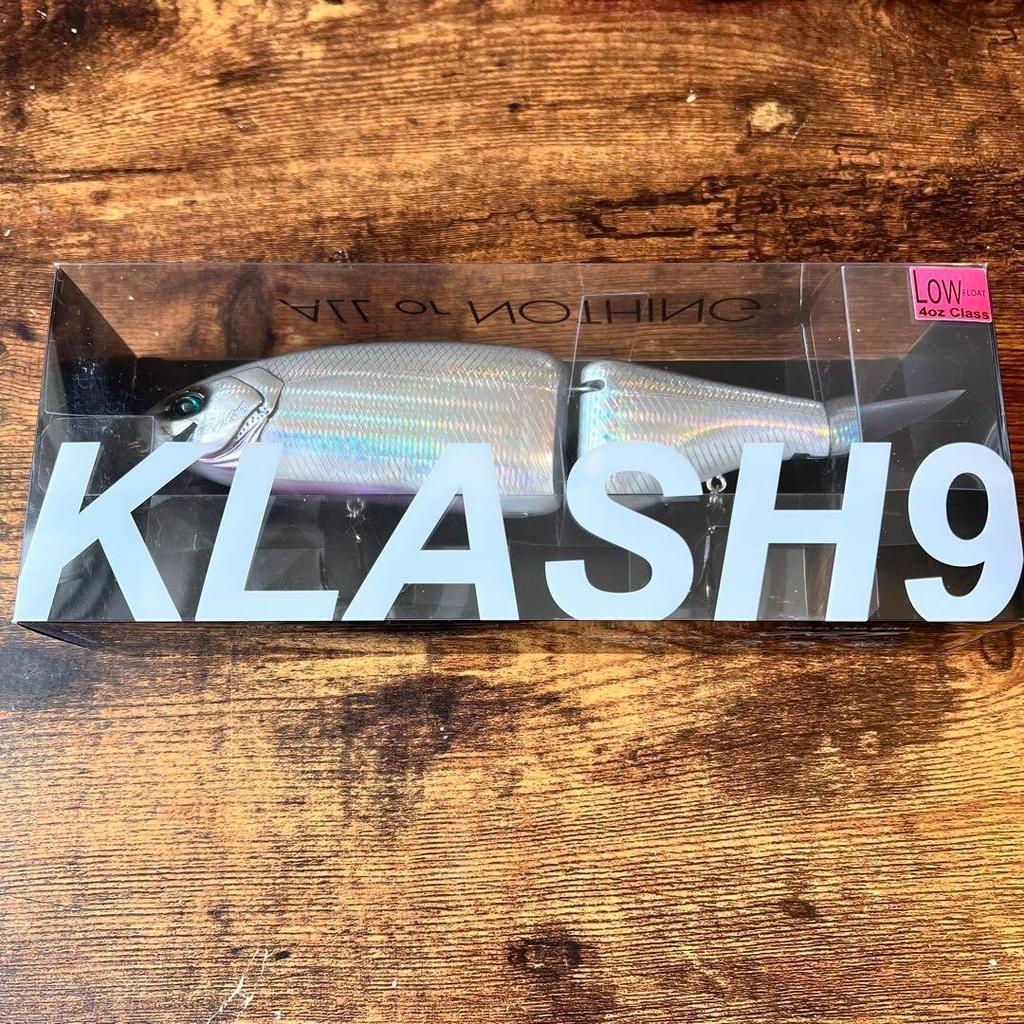 ALL or NOTHING
LOW FLOAT
4oz Class
KLASH9